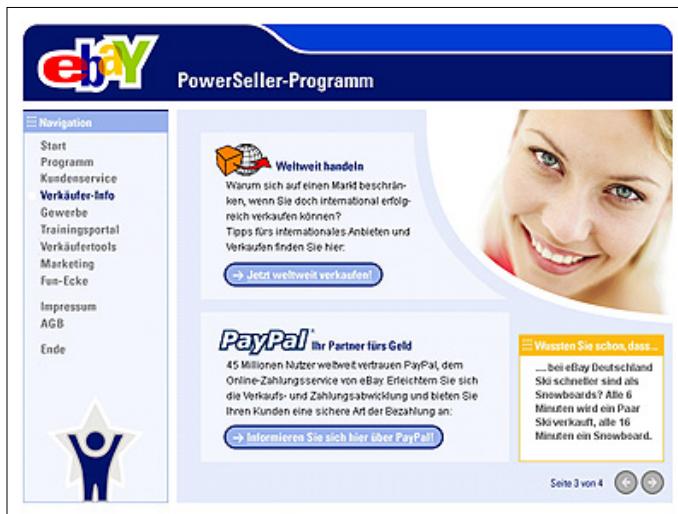 ebaY
PowerSeller-Programm
Navigation
Start
Programm
Kundenservice
Verkäufer-Info
Gewerbe
Trainingsportal
Verkäufertools
Marketing
Fun-Ecke
Impressum
AGB
Ende
Weltweit handeln
Warum sich auf einen Markt beschrän-
ken, wenn Sie doch international erfolg-
reich verkaufen können?
Tipps fürs internationales Anbieten und
Verkaufen finden Sie hier:
→ Jetzt weltweit verkaufen!
PayPal® Ihr Partner fürs Geld
45 Millionen Nutzer weltweit vertrauen PayPal, dem
Online-Zahlungsservice von eBay. Erleichtern Sie sich
die Verkaufs- und Zahlungsabwicklung und bieten Sie
Ihren Kunden eine sichere Art der Bezahlung an:
→ Informieren Sie sich hier über PayPal!
Wussten Sie schon, dass...
.... bei eBay Deutschland
Ski schneller sind als
Snowboards? Alle 6
Minuten wird ein Paar
Ski verkauft, alle 16
Minuten ein Snowboard.
Seite 3 von 4